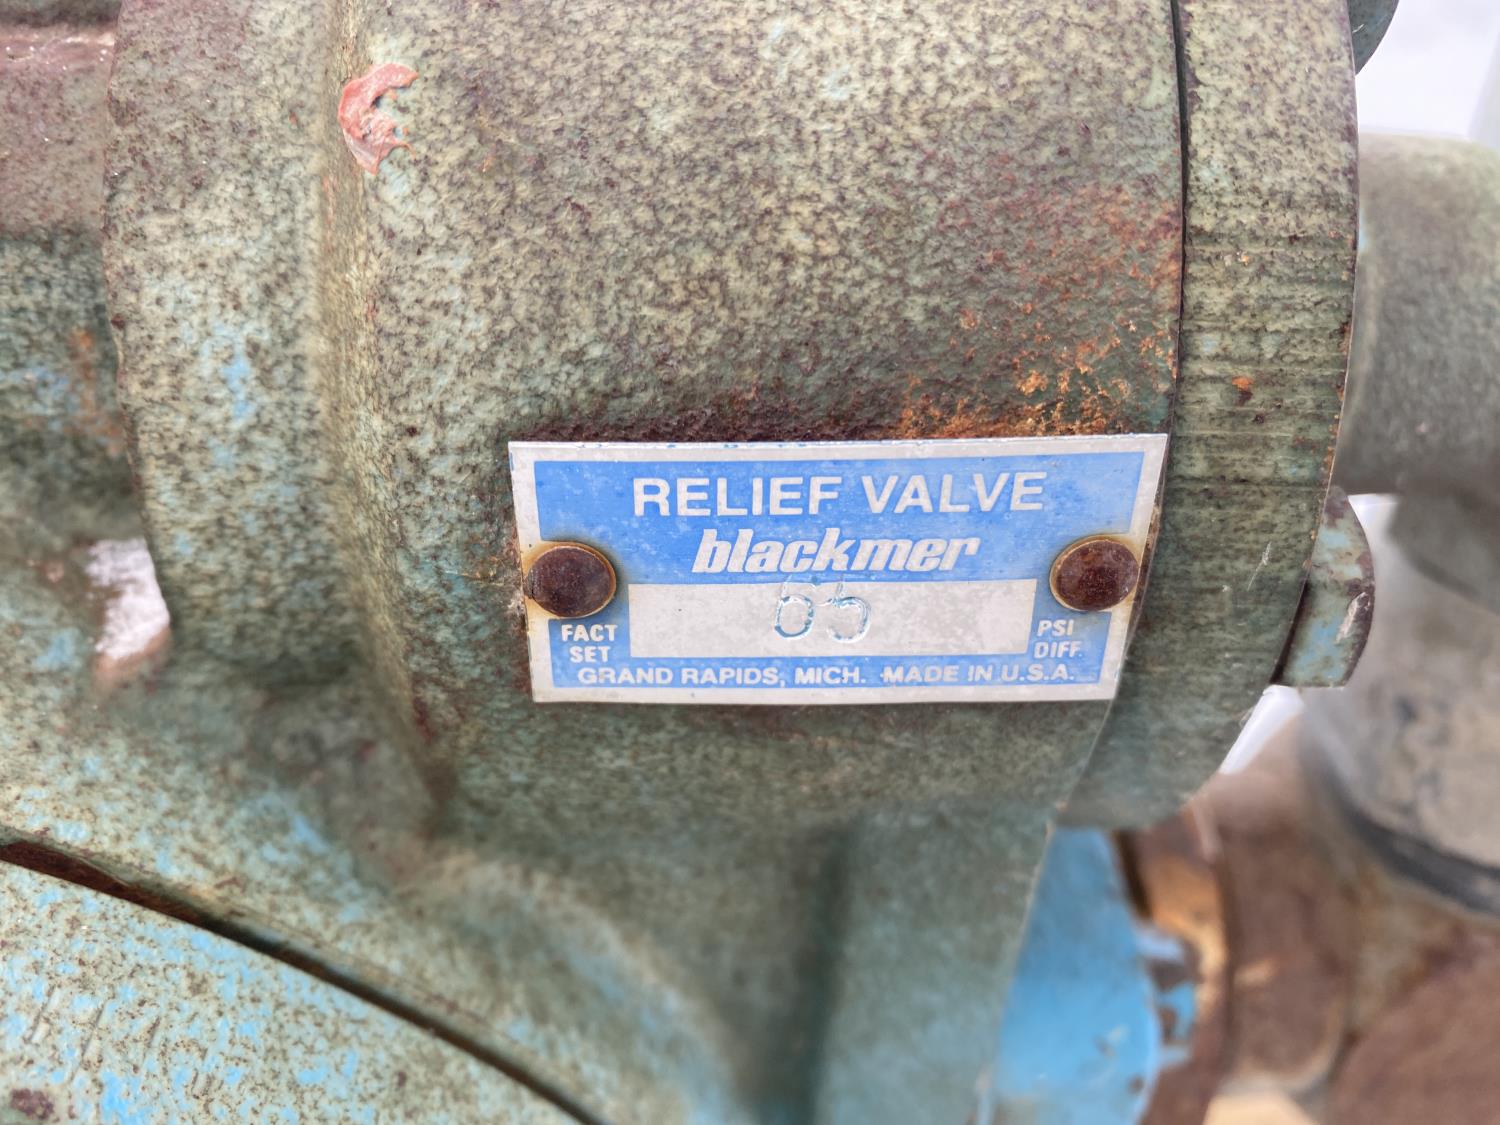 RELIEF VALVE
blackmer
65
FACT SET
PSI DIFF.
GRAND RAPIDS, MICH. MADE IN U.S.A.